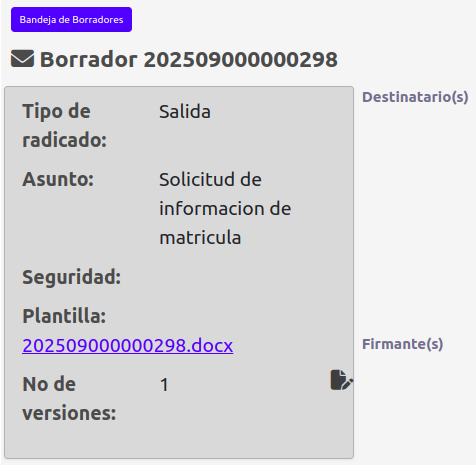 Bandeja de Borradores
Borrador 202509000000298
Destinatario(s)
Tipo de radicado: Salida
Asunto: Solicitud de informacion de matricula
Seguridad:
Plantilla:
202509000000298.docx
Firmante(s)
No de versiones: 1